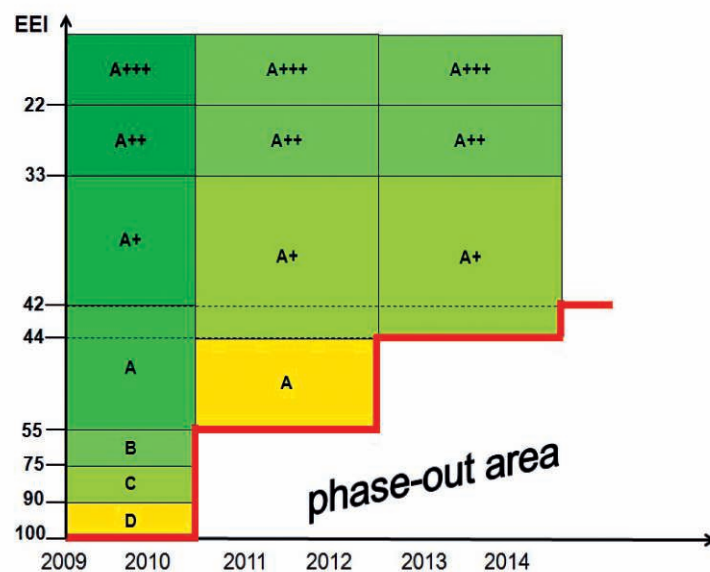 EEI
A+++ A+++ A+++
22
A++ A++ A++
33
A+ A+ A+
42
44
A A
55
B
75
C
90
D
100
phase-out area
2009 2010 2011 2012 2013 2014